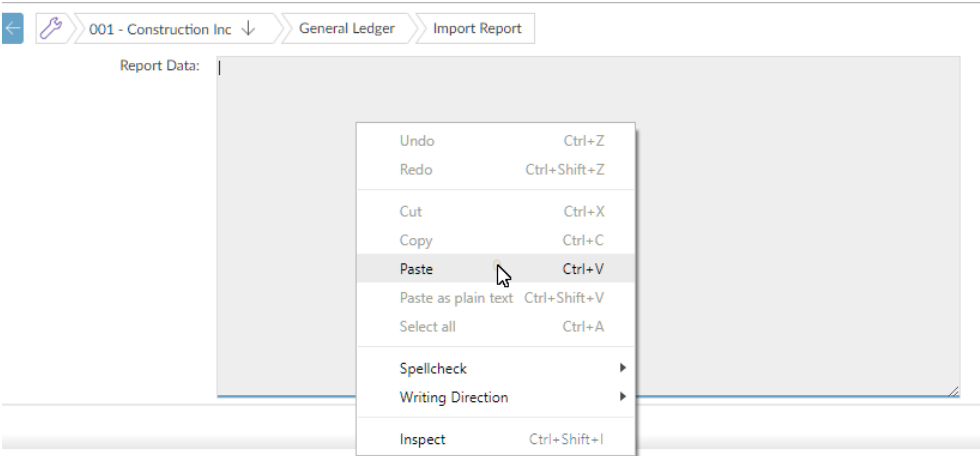 001 - Construction Inc General Ledger Import Report
Report Data:
Undo Ctrl+Z
Redo Ctrl+Shift+Z
Cut Ctrl+X
Copy Ctrl+C
Paste Ctrl+V
Paste as plain text Ctrl+Shift+V
Select all Ctrl+A
Spellcheck
Writing Direction
Inspect Ctrl+Shift+I